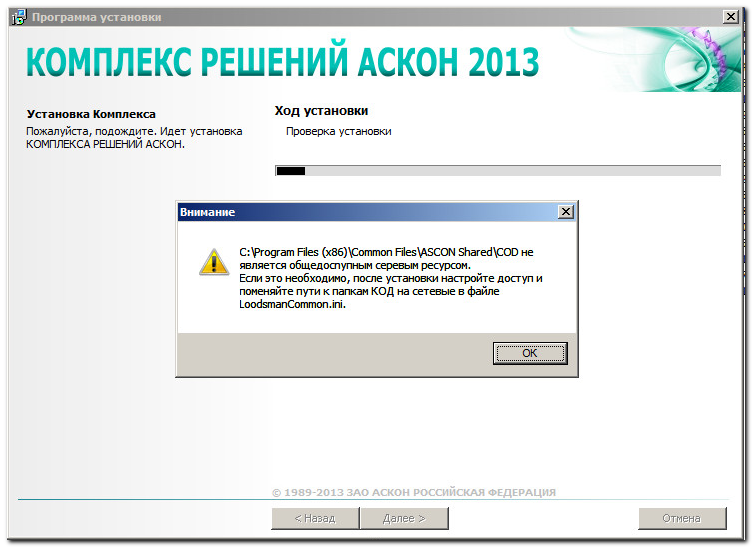 Программа установки
КОМПЛЕКС РЕШЕНИЙ АСКОН 2013
Установка Комплекса
Пожалуйста, подождите. Идет установка
КОМПЛЕКСА РЕШЕНИЙ АСКОН.
Ход установки
Проверка установки
Внимание
C:\Program Files (x86)\Common Files\ASCON Shared\COD не
является общедоступным серевым ресурсом.
Если это необходимо, после установки настройте доступ и
поменяйте пути к папкам КОД на сетевые в файле
LoodsmanCommon.ini.
OK
© 1989-2013 ЗАО АСКОН РОССИЙСКАЯ ФЕДЕРАЦИЯ
< Назад
Далее >
Отмена